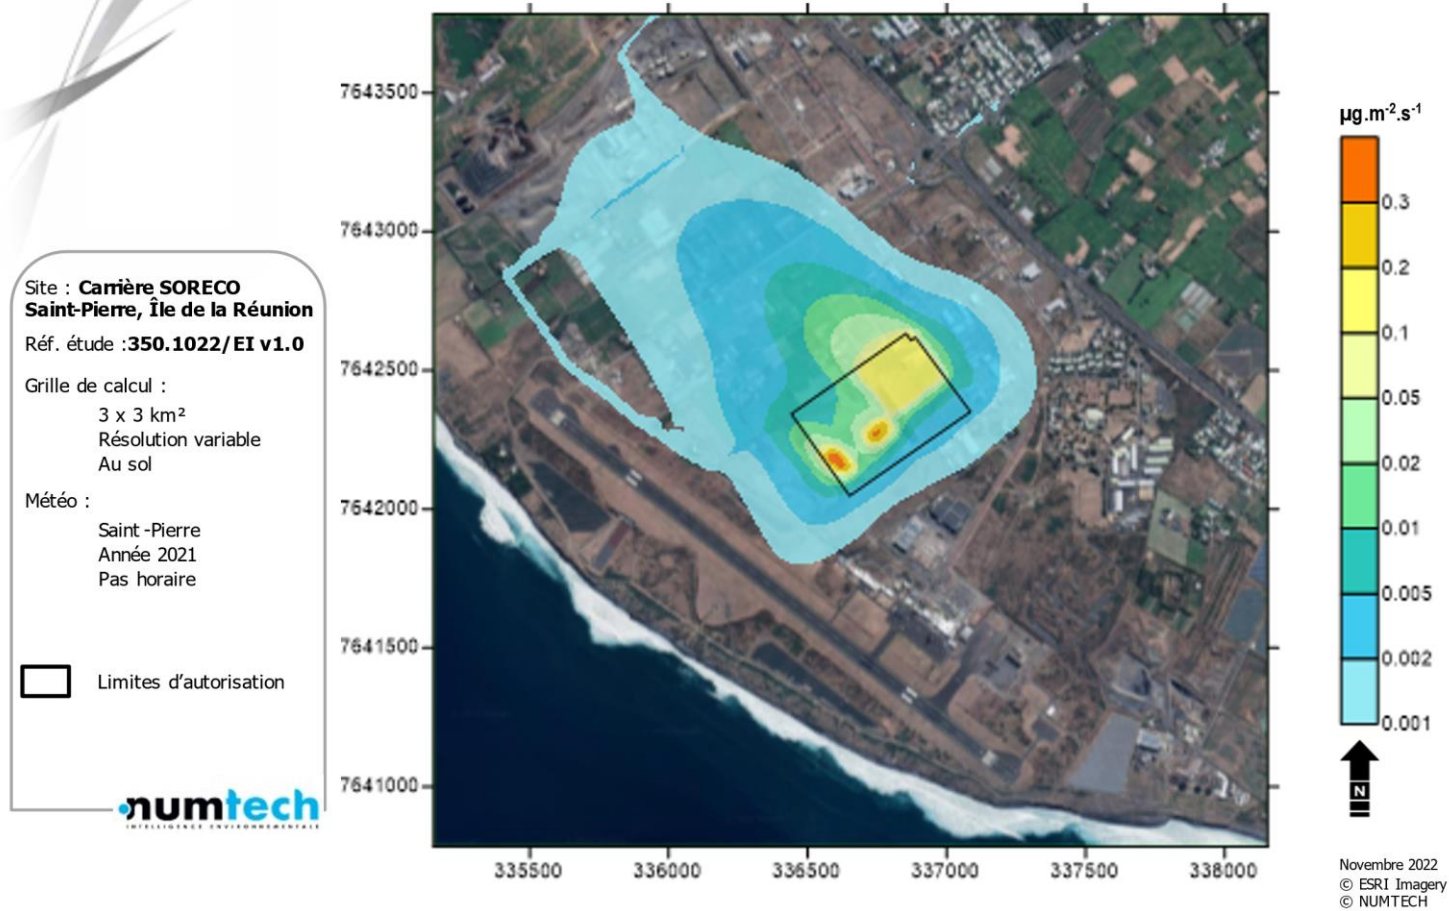 Site : Carrière SORECO
Saint-Pierre, Île de la Réunion
Réf. étude :350.1022/EI v1.0
Grille de calcul :
3 x 3 km²
Résolution variable
Au sol
Météo :
Saint -Pierre
Année 2021
Pas horaire
Limites d'autorisation
numtech
INTELLIGENCE ENVIRONNEMENTALE
7643500
7643000
7642500
7642000
7641500
7641000
335500
336000
336500
337000
337500
338000
µg.m-2.s-1
0.3
0.2
0.1
0.05
0.02
0.01
0.005
0.002
0.001
N
Novembre 2022
© ESRI Imagery
© NUMTECH